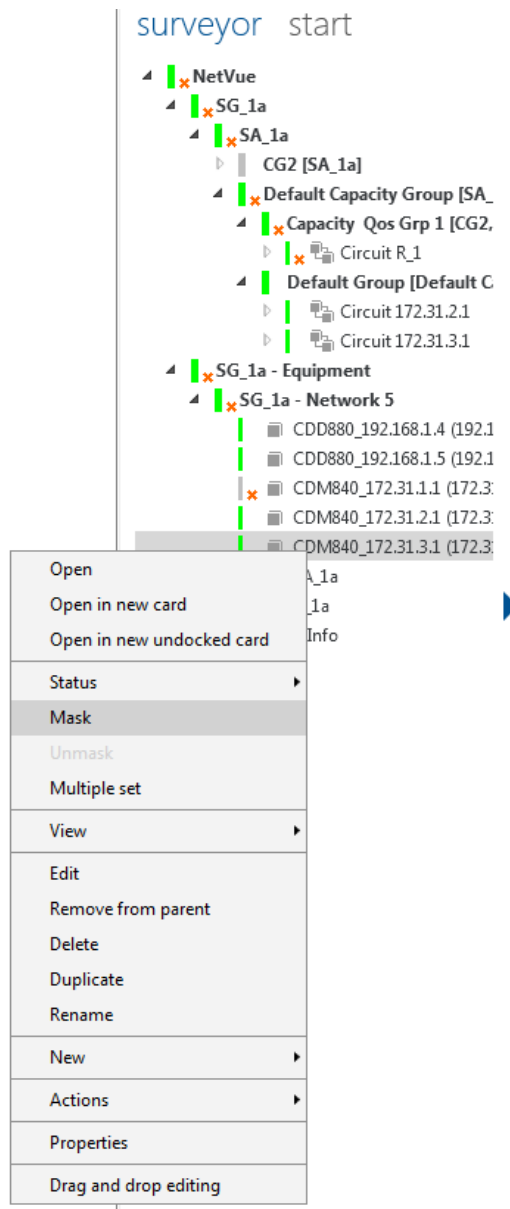 surveyor start
NetVue
SG_1a
SA_1a
CG2 [SA_1a]
Default Capacity Group [SA_
Capacity Qos Grp 1 [CG2,
Circuit R_1
Default Group [Default Ca
Circuit 172.31.2.1
Circuit 172.31.3.1
SG_1a - Equipment
SG_1a - Network 5
CDD880_192.168.1.4 (192.1
CDD880_192.168.1.5 (192.1
CDM840_172.31.1.1 (172.3
CDM840_172.31.2.1 (172.3
CDM840_172.31.3.1 (172.3
_1a
_1a
Info
Open
Open in new card
Open in new undocked card
Status
Mask
Unmask
Multiple set
View
Edit
Remove from parent
Delete
Duplicate
Rename
New
Actions
Properties
Drag and drop editing